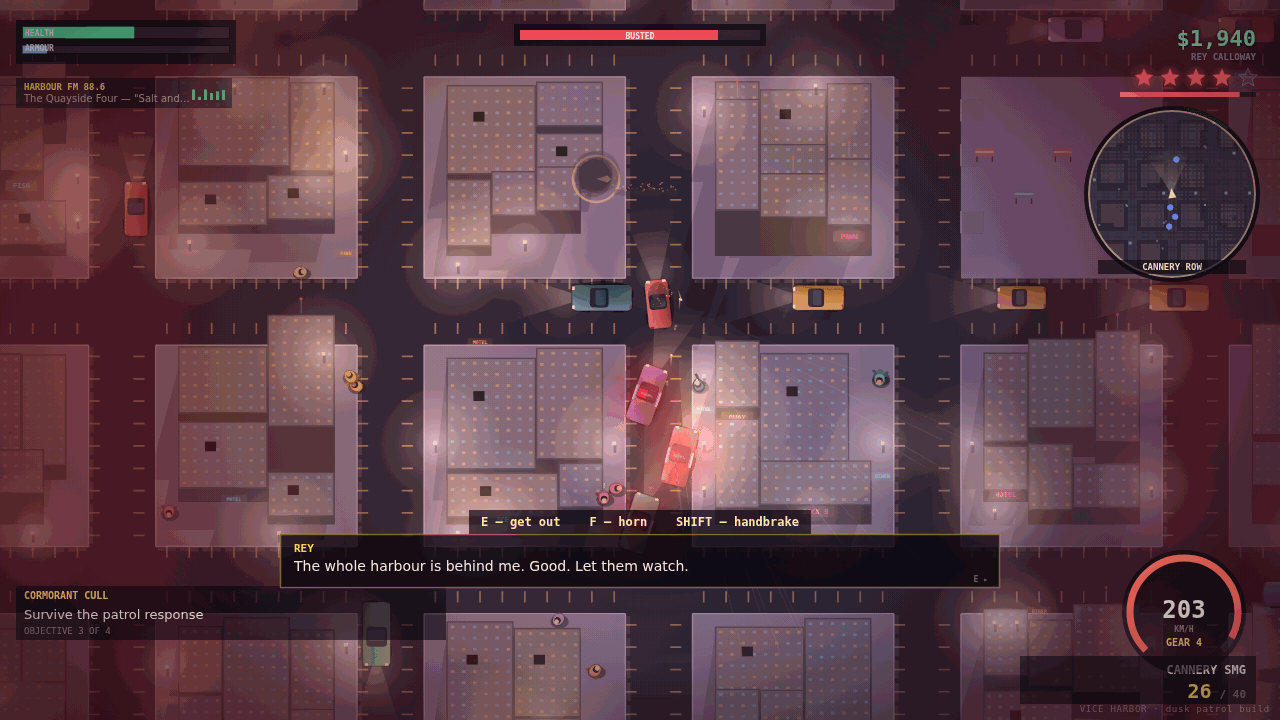 HEALTH
ARMOUR
HARBOUR FM 88.6
The Quayside Four — "Salt and...
BUSTED
$1,940
REY CALLOWAY
CANNERY ROW
FISH
PAWN
HOTEL
E — get out F — horn SHIFT — handbrake
REY
The whole harbour is behind me. Good. Let them watch.
E
CORMORANT CULL
Survive the patrol response
OBJECTIVE 3 OF 4
203
KM/H
GEAR 4
CANNERY SMG
26 / 40
VICE HARBOR · dusk patrol build